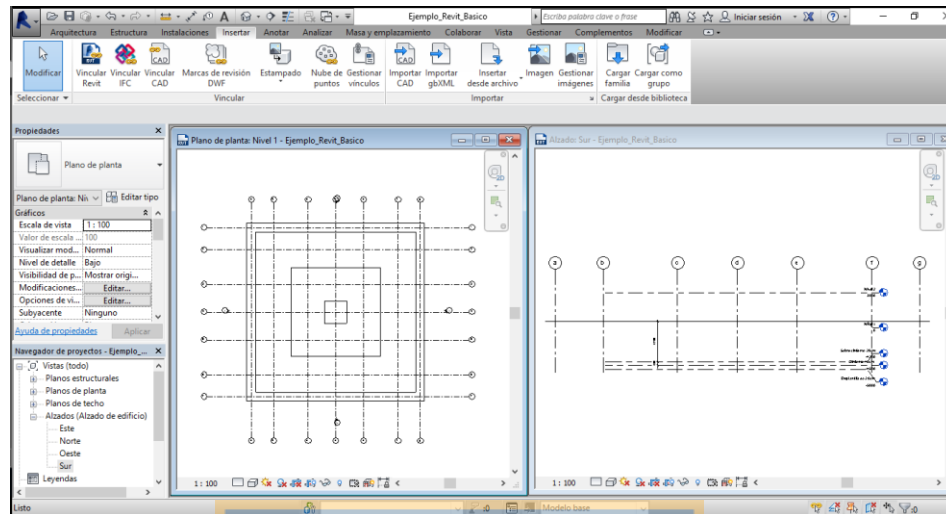 Ejemplo_Revit_Basico
Escriba palabra clave o frase
Iniciar sesión
Arquitectura Estructura Instalaciones Insertar Anotar Analizar Masa y emplazamiento Colaborar Vista Gestionar Complementos Modificar
Modificar
Vincular Revit
Vincular IFC
Vincular CAD
Marcas de revisión DWF
Estampado
Nube de puntos
Gestionar vínculos
Importar CAD
Importar gbXML
Insertar desde archivo
Imagen
Gestionar imágenes
Cargar familia
Cargar como grupo
Seleccionar Vincular Importar Cargar desde biblioteca
Propiedades
Plano de planta
Plano de planta: Niv
Editar tipo
Gráficos
Escala de vista 1 : 100
Valor de escala ... 100
Visualizar mod... Normal
Nivel de detalle Bajo
Visibilidad de p... Mostrar origi...
Modificaciones... Editar...
Opciones de vi... Editar...
Subyacente Ninguno
Ayuda de propiedades Aplicar
Navegador de proyectos - Ejemplo_...
Vistas (todo)
Planos estructurales
Planos de planta
Planos de techo
Alzados (Alzado de edificio)
Este
Norte
Oeste
Sur
Leyendas
Plano de planta: Nivel 1 - Ejemplo_Revit_Basico
1 : 100
Alzado: Sur - Ejemplo_Revit_Basico
a b c d e f g
1 : 100
Listo
:0
Modelo base
:0